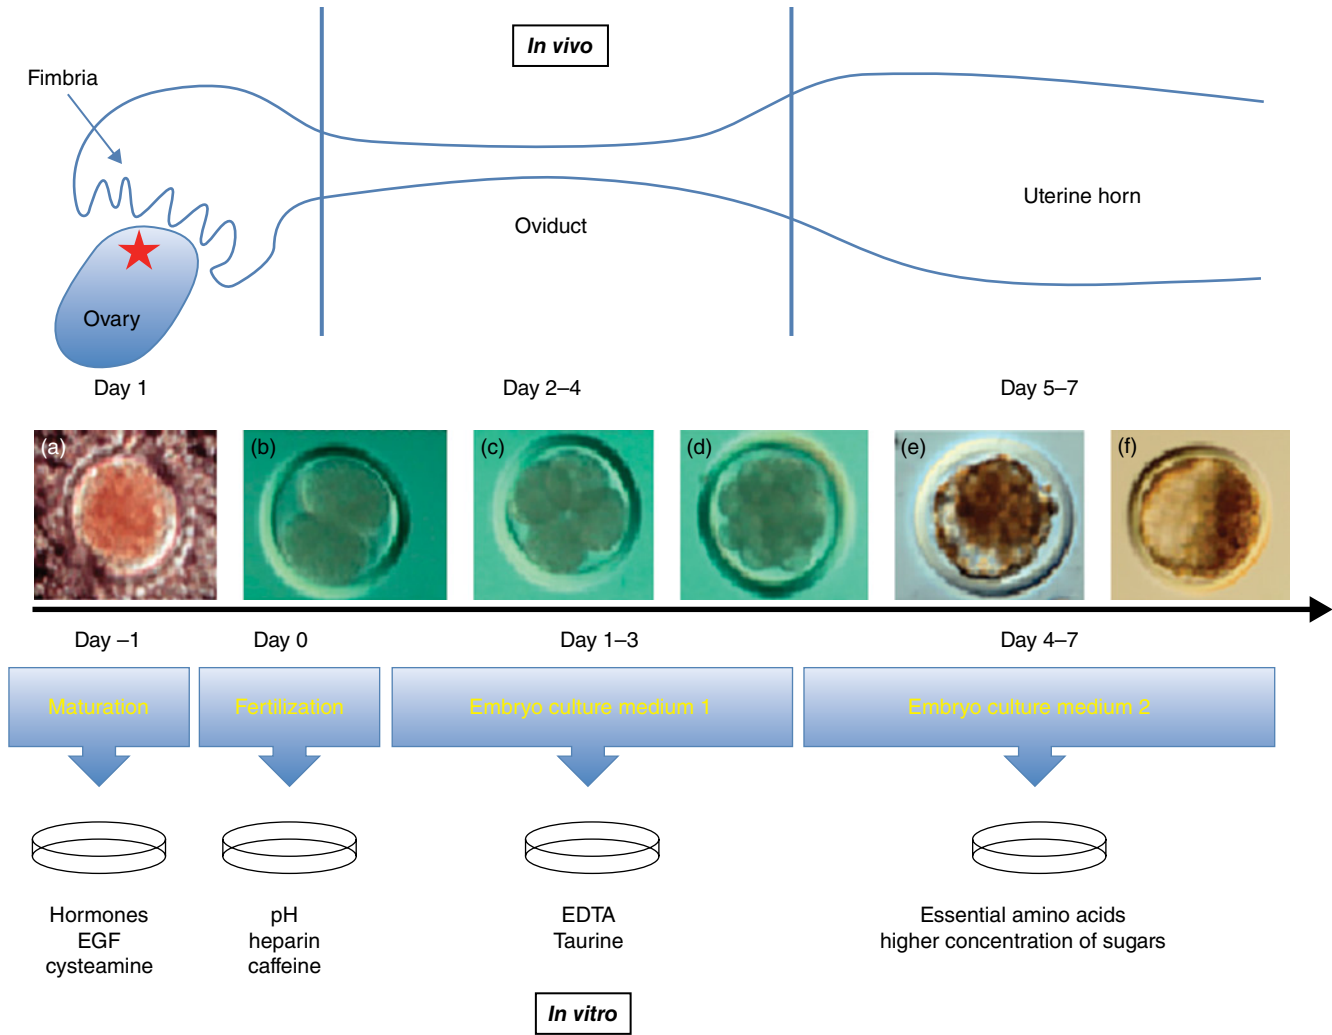 In vivo
Fimbria
Uterine horn
Oviduct
Ovary
Day 1
Day 2–4
Day 5–7
(a)
(b)
(c)
(d)
(e)
(f)
Day –1
Day 0
Day 1–3
Day 4–7
Maturation
Fertilization
Embryo culture medium 1
Embryo culture medium 2
Hormones
EGF
cysteamine
pH
heparin
caffeine
EDTA
Taurine
Essential amino acids
higher concentration of sugars
In vitro